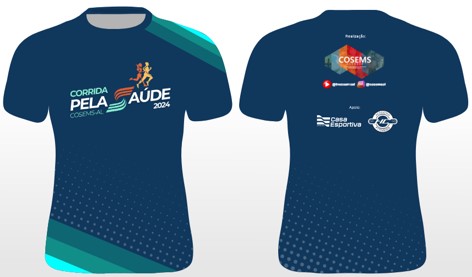 CORRIDA
PELA SAÚDE
COSEMS-AL 2024
Realização:
COSEMS
Apoio:
Casa
Esportiva